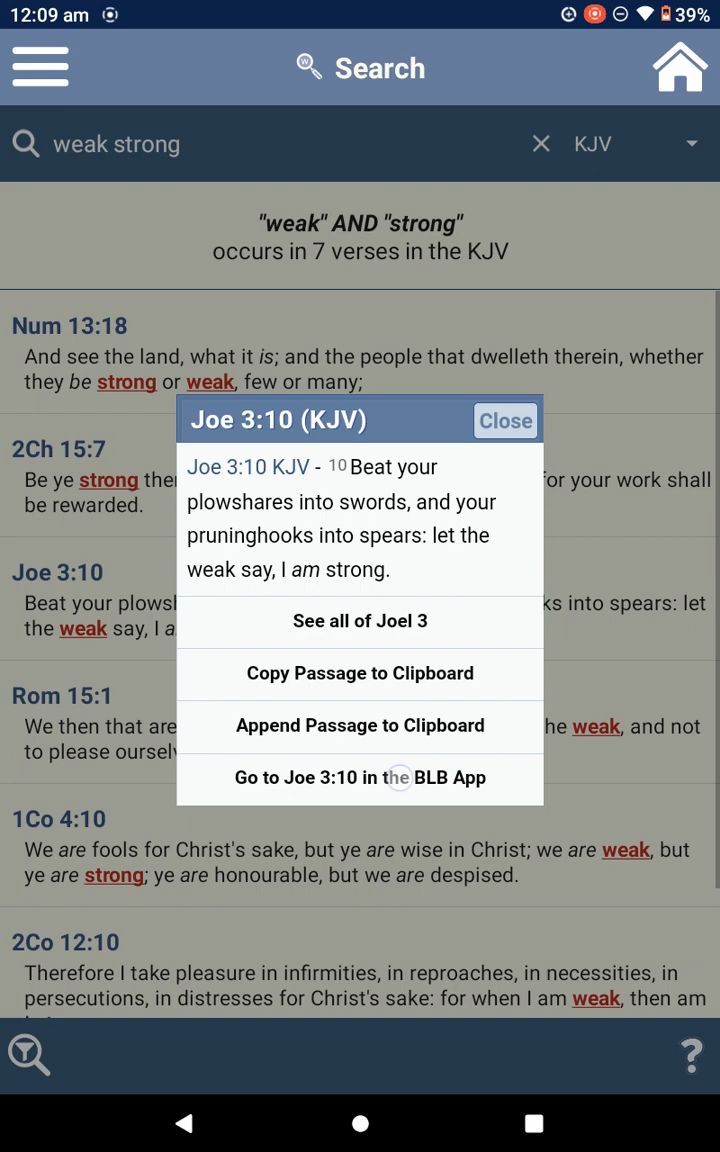 12:09 am
39%
Search
weak strong
KJV
"weak" AND "strong"
occurs in 7 verses in the KJV
Num 13:18
And see the land, what it is; and the people that dwelleth therein, whether
they be strong or weak, few or many;
2Ch 15:7
Be ye strong
for your work shall
be rewarded.
Joe 3:10
Beat your
into spears: let
the weak say, I
Rom 15:1
We then that are
weak, and not
to please
1Co 4:10
We are fools for Christ's sake, but ye are wise in Christ; we are weak, but
ye are strong; ye are honourable, but we are despised.
2Co 12:10
Therefore I take pleasure in infirmities, in reproaches, in necessities, in
persecutions, in distresses for Christ's sake: for when I am weak, then am
Joe 3:10 (KJV)
Close
Joe 3:10 KJV - 10 Beat your
plowshares into swords, and your
pruninghooks into spears: let the
weak say, I am strong.
See all of Joel 3
Copy Passage to Clipboard
Append Passage to Clipboard
Go to Joe 3:10 in the BLB App
?